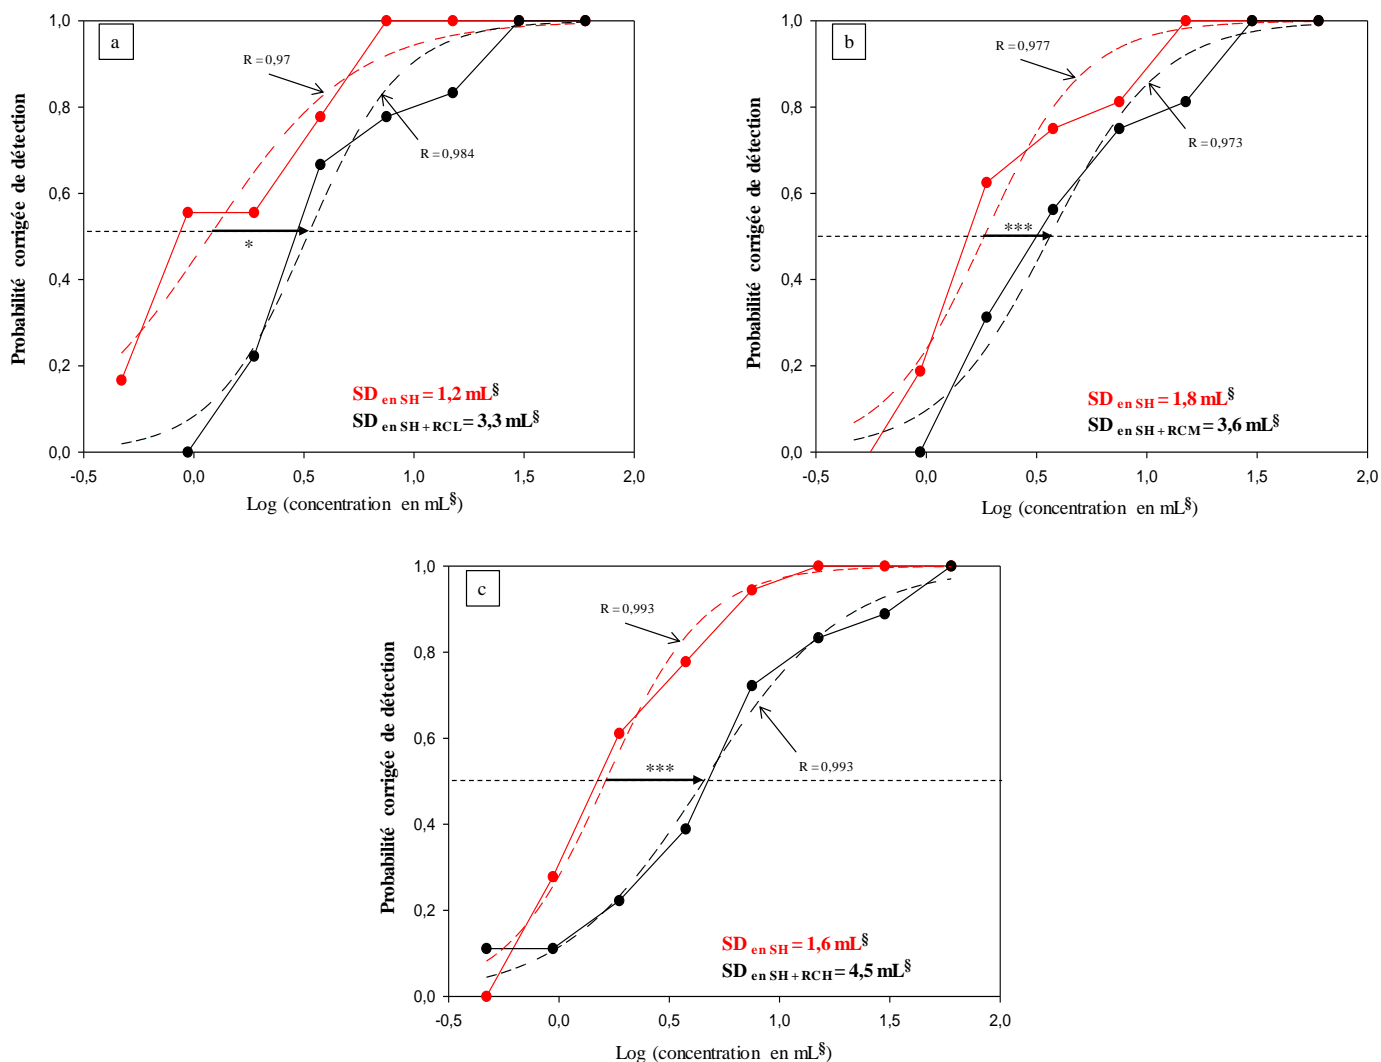 a
Probabilité corrigée de détection
1,0
0,8
0,6
0,4
0,2
0,0
R = 0,97
R = 0,984
*
SD en SH = 1,2 mL§
SD en SH + RCL = 3,3 mL§
-0,5 0,0 0,5 1,0 1,5 2,0
Log (concentration en mL§)
b
Probabilité corrigée de détection
1,0
0,8
0,6
0,4
0,2
0,0
R = 0,977
R = 0,973
***
SD en SH = 1,8 mL§
SD en SH + RCM = 3,6 mL§
-0,5 0,0 0,5 1,0 1,5 2,0
Log (concentration en mL§)
c
Probabilité corrigée de détection
1,0
0,8
0,6
0,4
0,2
0,0
R = 0,993
***
R = 0,993
SD en SH = 1,6 mL§
SD en SH + RCH = 4,5 mL§
-0,5 0,0 0,5 1,0 1,5 2,0
Log (concentration en mL§)